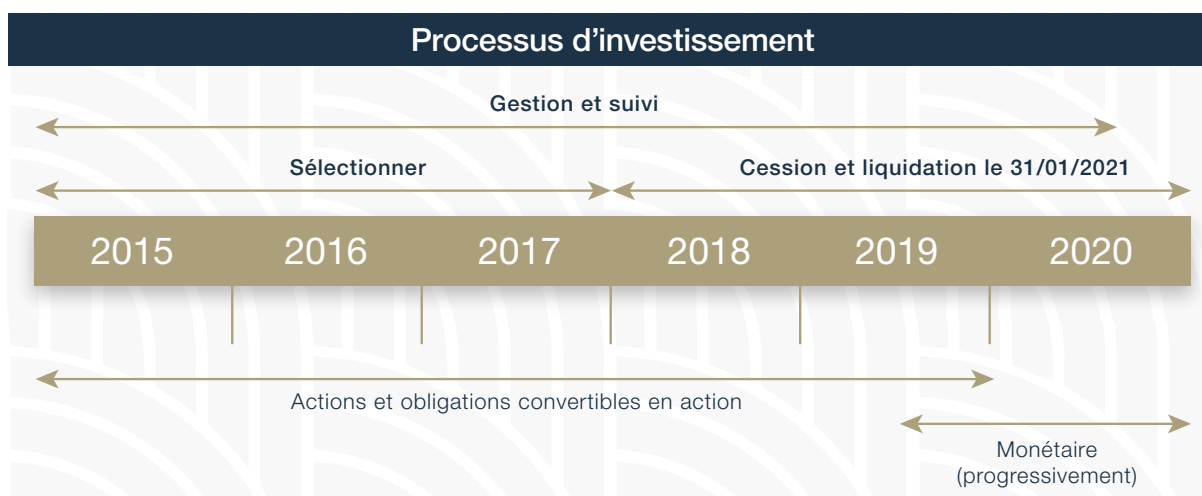 Processus d’investissement
Gestion et suivi
Sélectionner
Cession et liquidation le 31/01/2021
2015 2016 2017 2018 2019 2020
Actions et obligations convertibles en action
Monétaire
(progressivement)